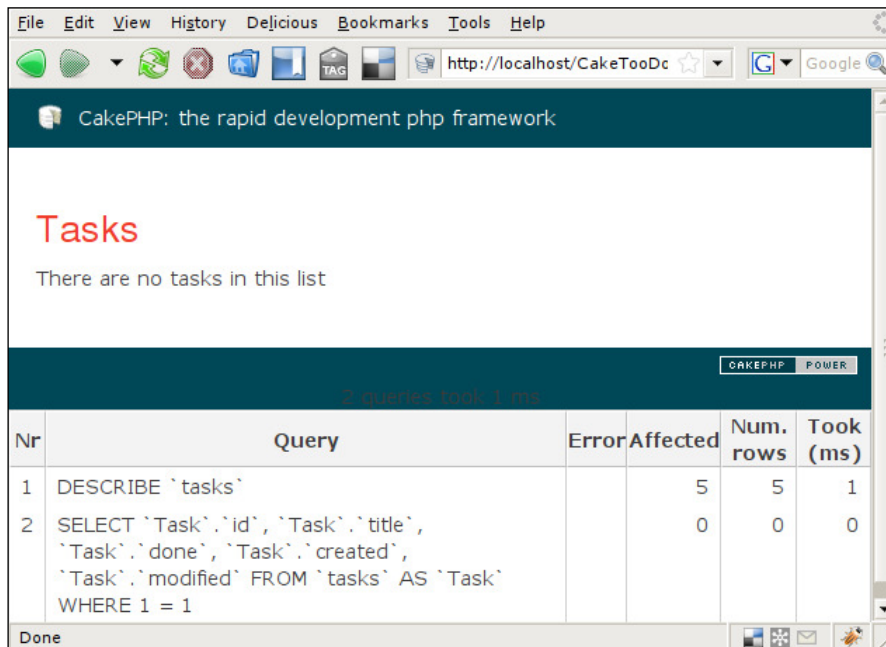 File Edit View History Delicious Bookmarks Tools Help
TAG http://localhost/CakeTooDo G Google
CakePHP: the rapid development php framework
Tasks
There are no tasks in this list
CAKEPHP POWER
2 queries took 1 ms
Nr Query Error Affected Num. rows Took (ms)
1 DESCRIBE `tasks` 5 5 1
2 SELECT `Task`.`id`, `Task`.`title`, 0 0 0
`Task`.`done`, `Task`.`created`,
`Task`.`modified` FROM `tasks` AS `Task`
WHERE 1 = 1
Done